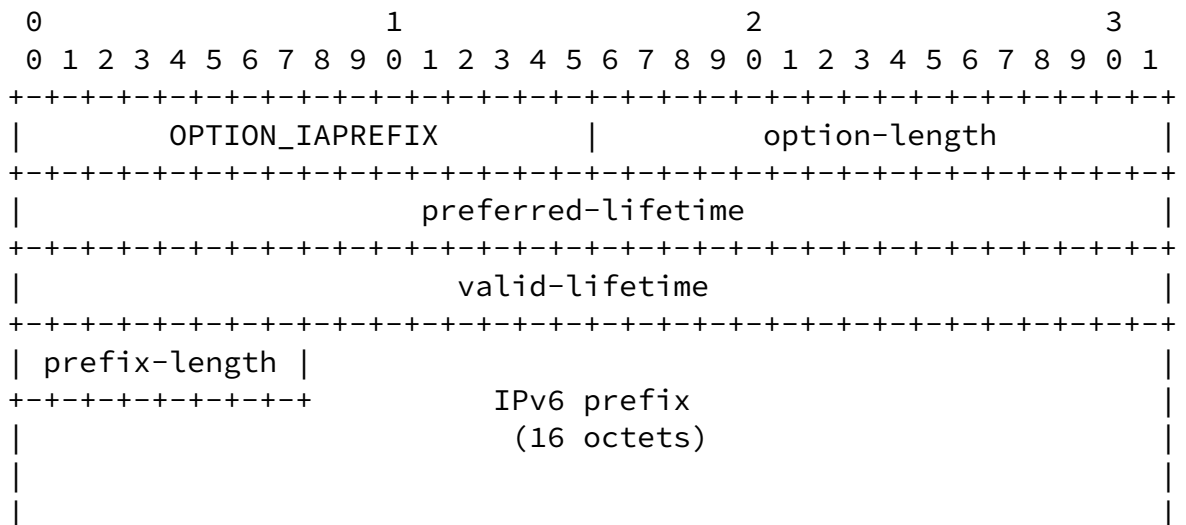 0                   1                   2                   3
 0 1 2 3 4 5 6 7 8 9 0 1 2 3 4 5 6 7 8 9 0 1 2 3 4 5 6 7 8 9 0 1
+-+-+-+-+-+-+-+-+-+-+-+-+-+-+-+-+-+-+-+-+-+-+-+-+-+-+-+-+-+-+-+-+
|        OPTION_IAPREFIX        |         option-length         |
+-+-+-+-+-+-+-+-+-+-+-+-+-+-+-+-+-+-+-+-+-+-+-+-+-+-+-+-+-+-+-+-+
|                      preferred-lifetime                       |
+-+-+-+-+-+-+-+-+-+-+-+-+-+-+-+-+-+-+-+-+-+-+-+-+-+-+-+-+-+-+-+-+
|                        valid-lifetime                         |
+-+-+-+-+-+-+-+-+-+-+-+-+-+-+-+-+-+-+-+-+-+-+-+-+-+-+-+-+-+-+-+-+
| prefix-length |                                               |
+-+-+-+-+-+-+-+-+          IPv6 prefix                          |
|                           (16 octets)                         |
|                                                               |
|                                                               |